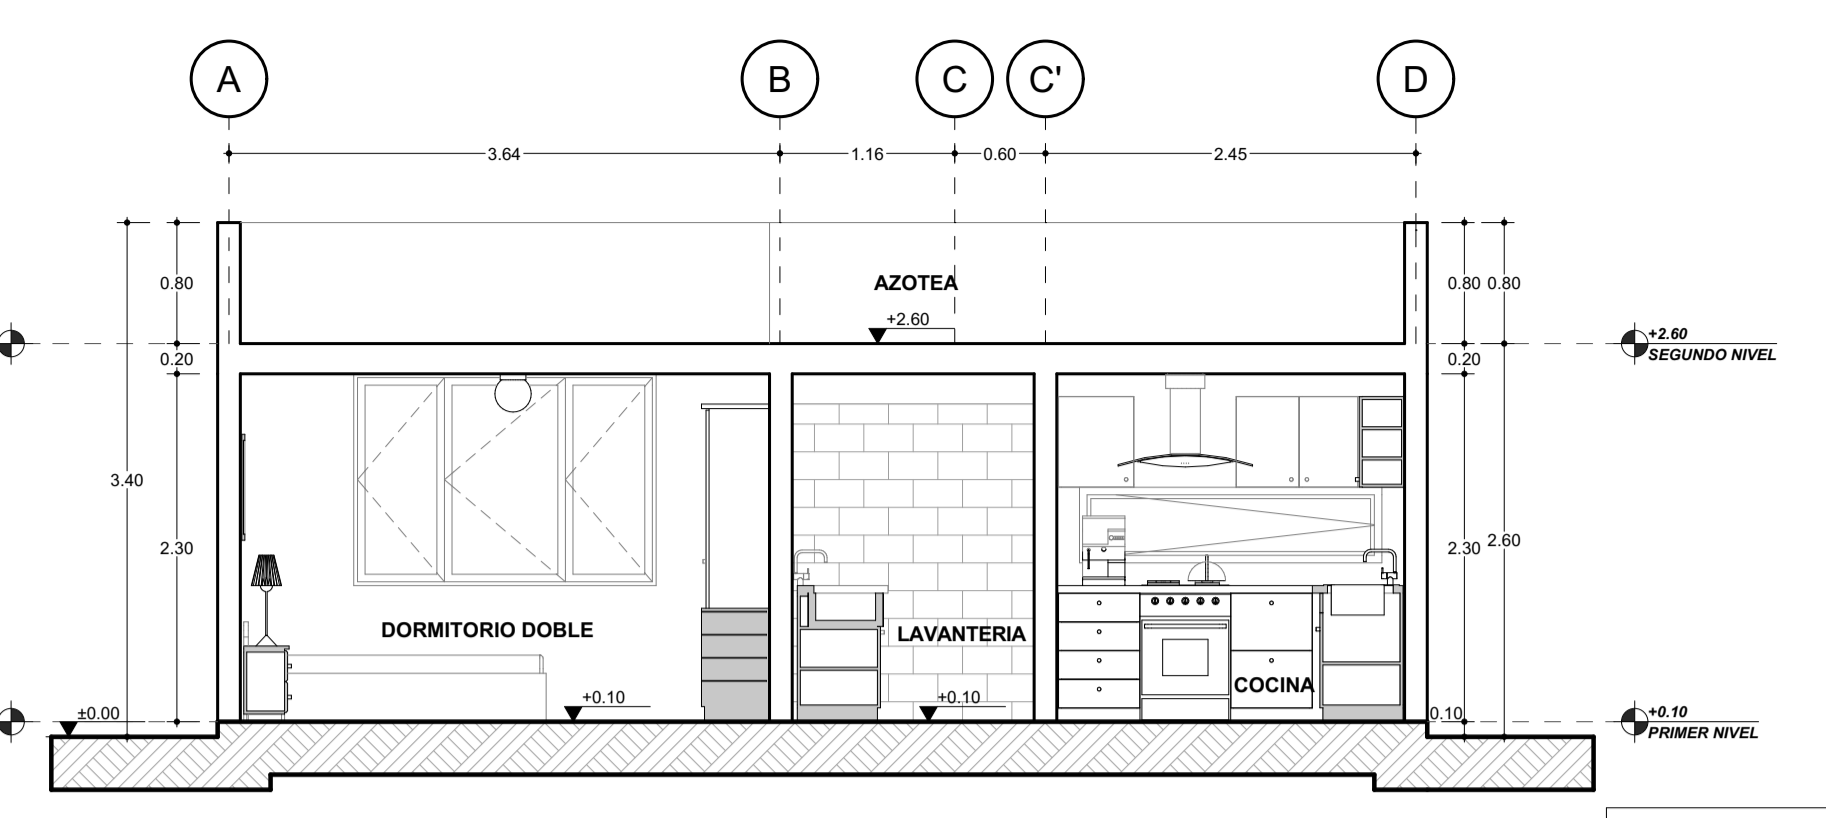 A B C C' D
3.64 1.16 0.60 2.45
0.80 AZOTEA 0.80 0.80
+2.60
+2.60
SEGUNDO NIVEL
0.20 0.20
3.40
2.30 2.30 2.60
DORMITORIO DOBLE LAVANTERIA
COCINA
+0.10 +0.10
±0.00 0.10 +0.10
PRIMER NIVEL